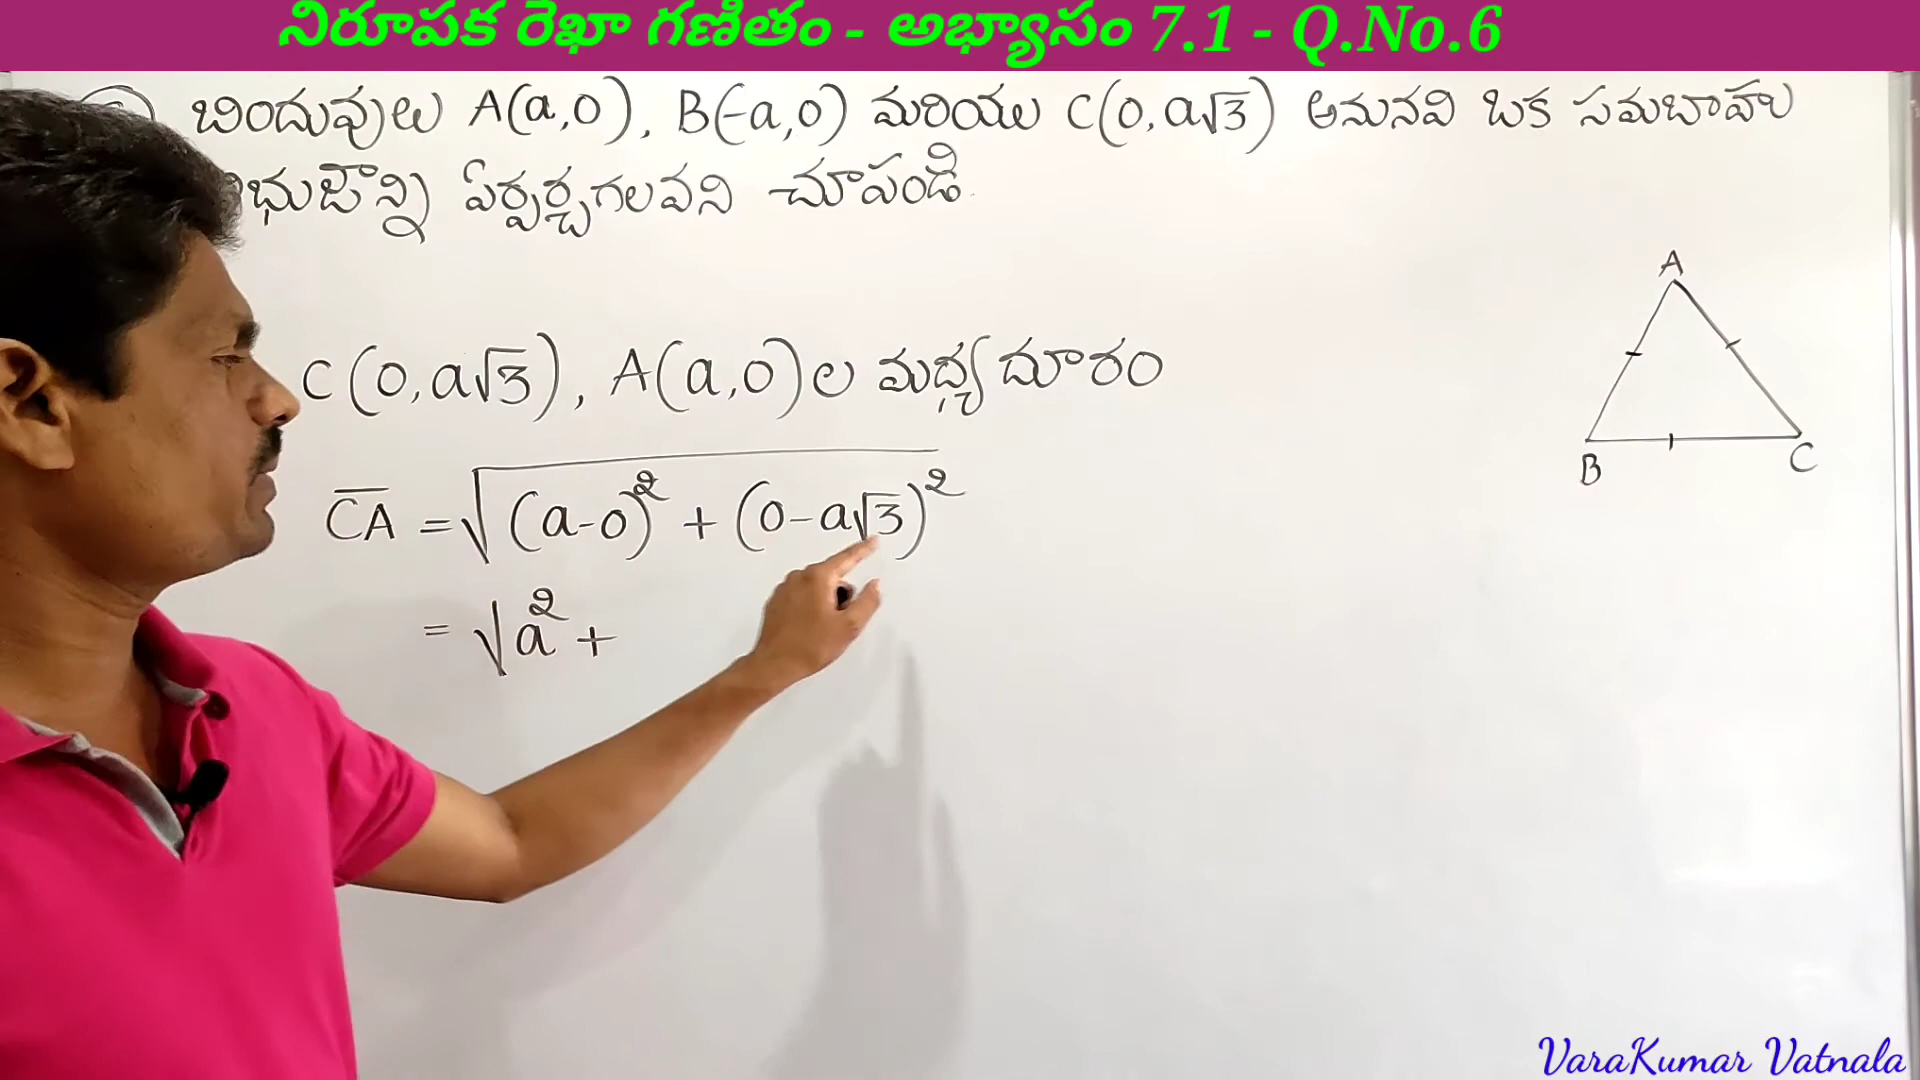 నిరూపక రేఖా గణితం - అభ్యాసం 7.1 - Q.No.6
బిందువులు A(a,0), B(-a,0) మరియు C(0,a√3) అనునవి ఒక సమబాహు
ఏర్పర్చగలవని చూపండి.
A
B
C
C(0,a√3), A(a,0)ల మధ్యదూరం
C̅A̅ = √(a-0)² + (0-a√3)²
= √a² +
VaraKumar Vatnala